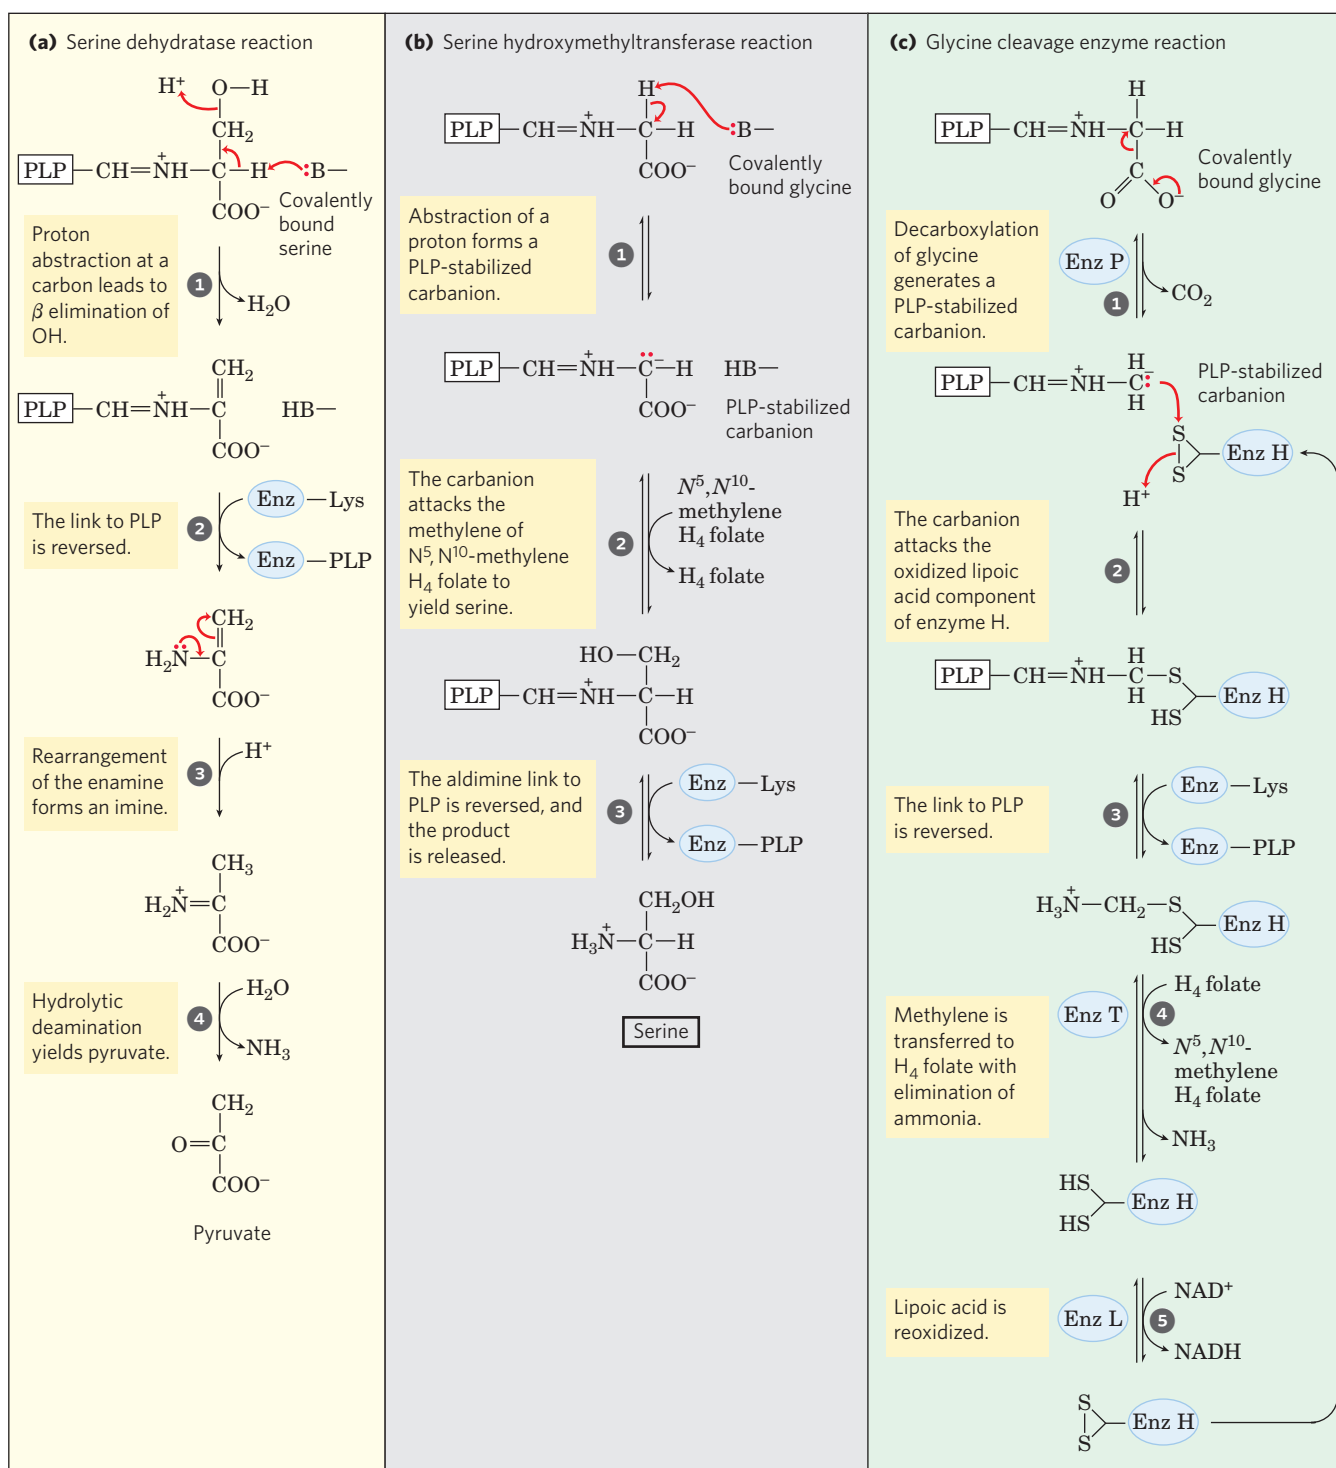 (a) Serine dehydratase reaction
H⁺
O—H
CH₂
PLP—CH=N⁺H—C—H :B—
COO⁻
Covalently
bound
serine
Proton
abstraction at a
carbon leads to
β elimination of
OH.
1
H₂O
CH₂
PLP—CH=N⁺H—C HB—
COO⁻
The link to PLP
is reversed.
2
Enz—Lys
Enz—PLP
CH₂
H₂N̈—C
COO⁻
Rearrangement
of the enamine
forms an imine.
3
H⁺
CH₃
H₂N⁺=C
COO⁻
Hydrolytic
deamination
yields pyruvate.
4
H₂O
NH₃
CH₂
O=C
COO⁻
Pyruvate
(b) Serine hydroxymethyltransferase reaction
H
PLP—CH=N⁺H—C—H :B—
COO⁻
Covalently
bound glycine
Abstraction of a
proton forms a
PLP-stabilized
carbanion.
1
PLP—CH=N⁺H—C̈⁻—H HB—
COO⁻
PLP-stabilized
carbanion
The carbanion
attacks the
methylene of
N⁵, N¹⁰-methylene
H₄ folate to
yield serine.
2
N⁵,N¹⁰-
methylene
H₄ folate
H₄ folate
HO—CH₂
PLP—CH=N⁺H—C—H
COO⁻
The aldimine link to
PLP is reversed, and
the product
is released.
3
Enz—Lys
Enz—PLP
CH₂OH
H₃N⁺—C—H
COO⁻
Serine
(c) Glycine cleavage enzyme reaction
H
PLP—CH=N⁺H—C—H
C
O O⁻
Covalently
bound glycine
Decarboxylation
of glycine
generates a
PLP-stabilized
carbanion.
Enz P
1
CO₂
H
PLP—CH=N⁺H—C:⁻
H
PLP-stabilized
carbanion
S
S
Enz H
H⁺
The carbanion
attacks the
oxidized lipoic
acid component
of enzyme H.
2
H
PLP—CH=N⁺H—C—S
H
HS
Enz H
The link to PLP
is reversed.
3
Enz—Lys
Enz—PLP
H₃N⁺—CH₂—S
HS
Enz H
Methylene is
transferred to
H₄ folate with
elimination of
ammonia.
Enz T
4
H₄ folate
N⁵,N¹⁰-
methylene
H₄ folate
NH₃
HS
HS
Enz H
Lipoic acid is
reoxidized.
Enz L
5
NAD⁺
NADH
S
S
Enz H